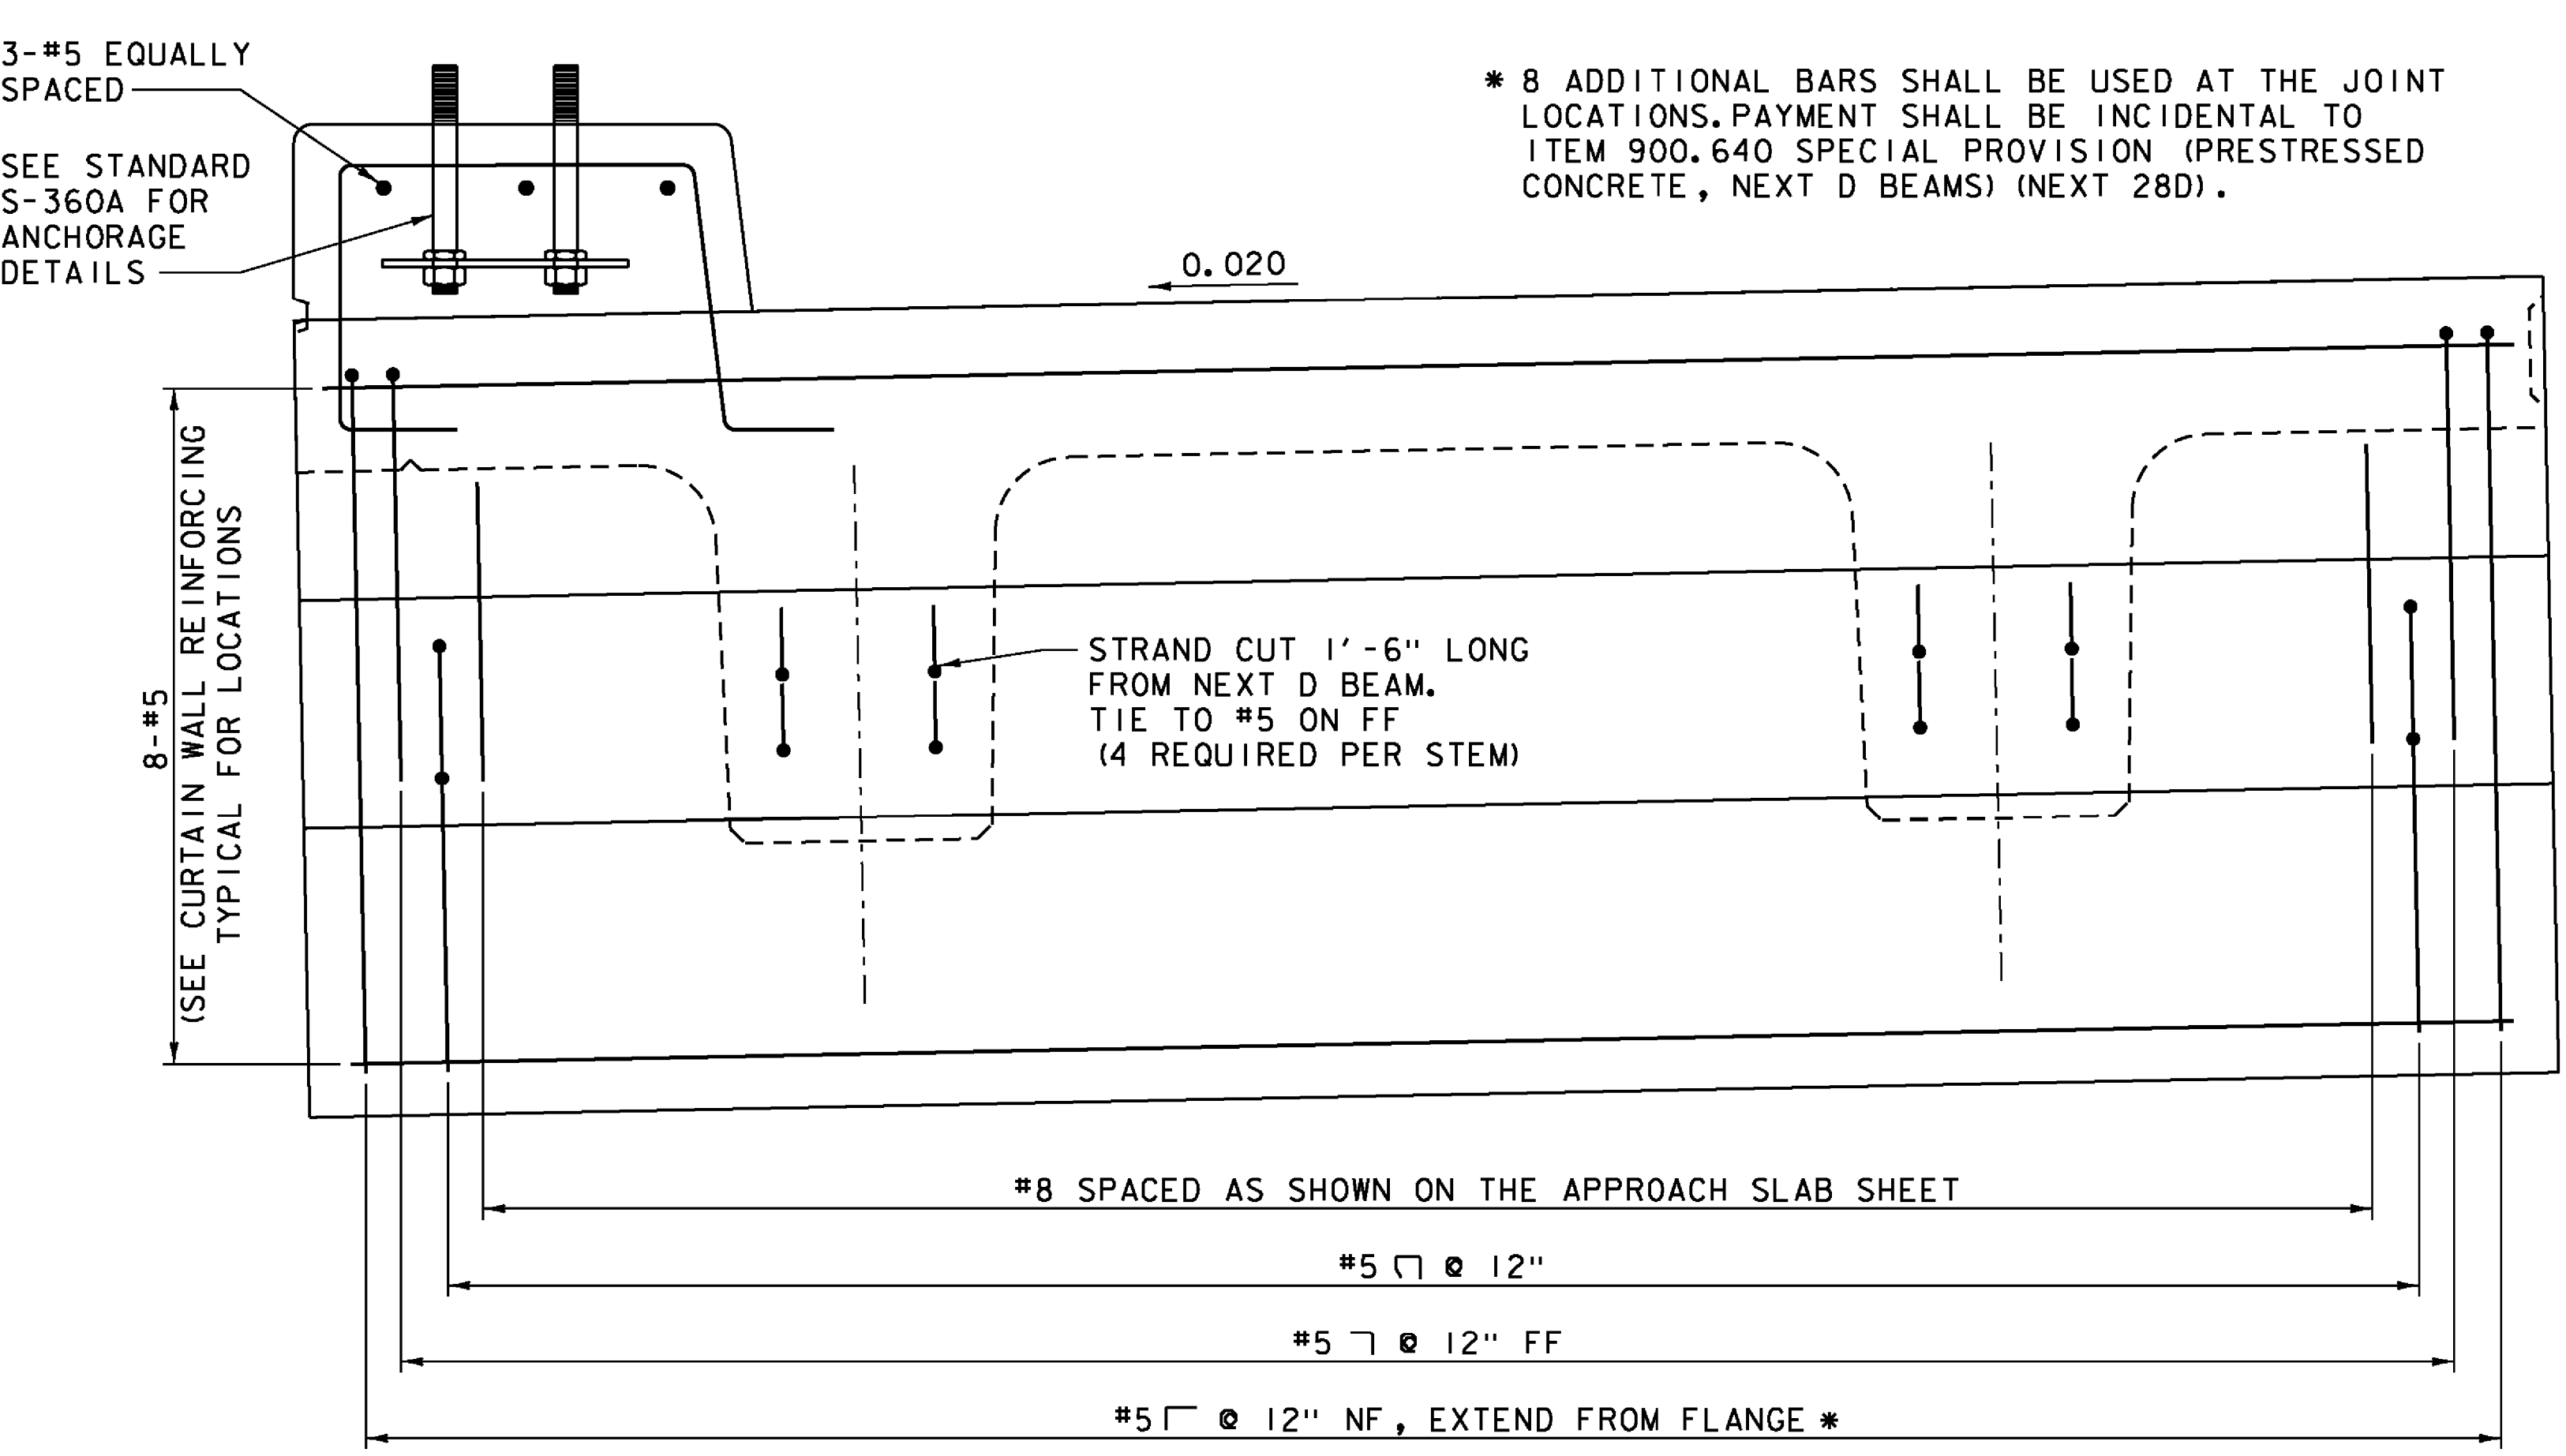 3-#5 EQUALLY
SPACED
SEE STANDARD
S-360A FOR
ANCHORAGE
DETAILS
* 8 ADDITIONAL BARS SHALL BE USED AT THE JOINT
LOCATIONS. PAYMENT SHALL BE INCIDENTAL TO
ITEM 900.640 SPECIAL PROVISION (PRESTRESSED
CONCRETE, NEXT D BEAMS) (NEXT 28D).
0.020
8-#5
(SEE CURTAIN WALL REINFORCING
TYPICAL FOR LOCATIONS
STRAND CUT 1'-6" LONG
FROM NEXT D BEAM.
TIE TO #5 ON FF
(4 REQUIRED PER STEM)
#8 SPACED AS SHOWN ON THE APPROACH SLAB SHEET
#5 @ 12"
#5 @ 12" FF
#5 @ 12" NF, EXTEND FROM FLANGE *